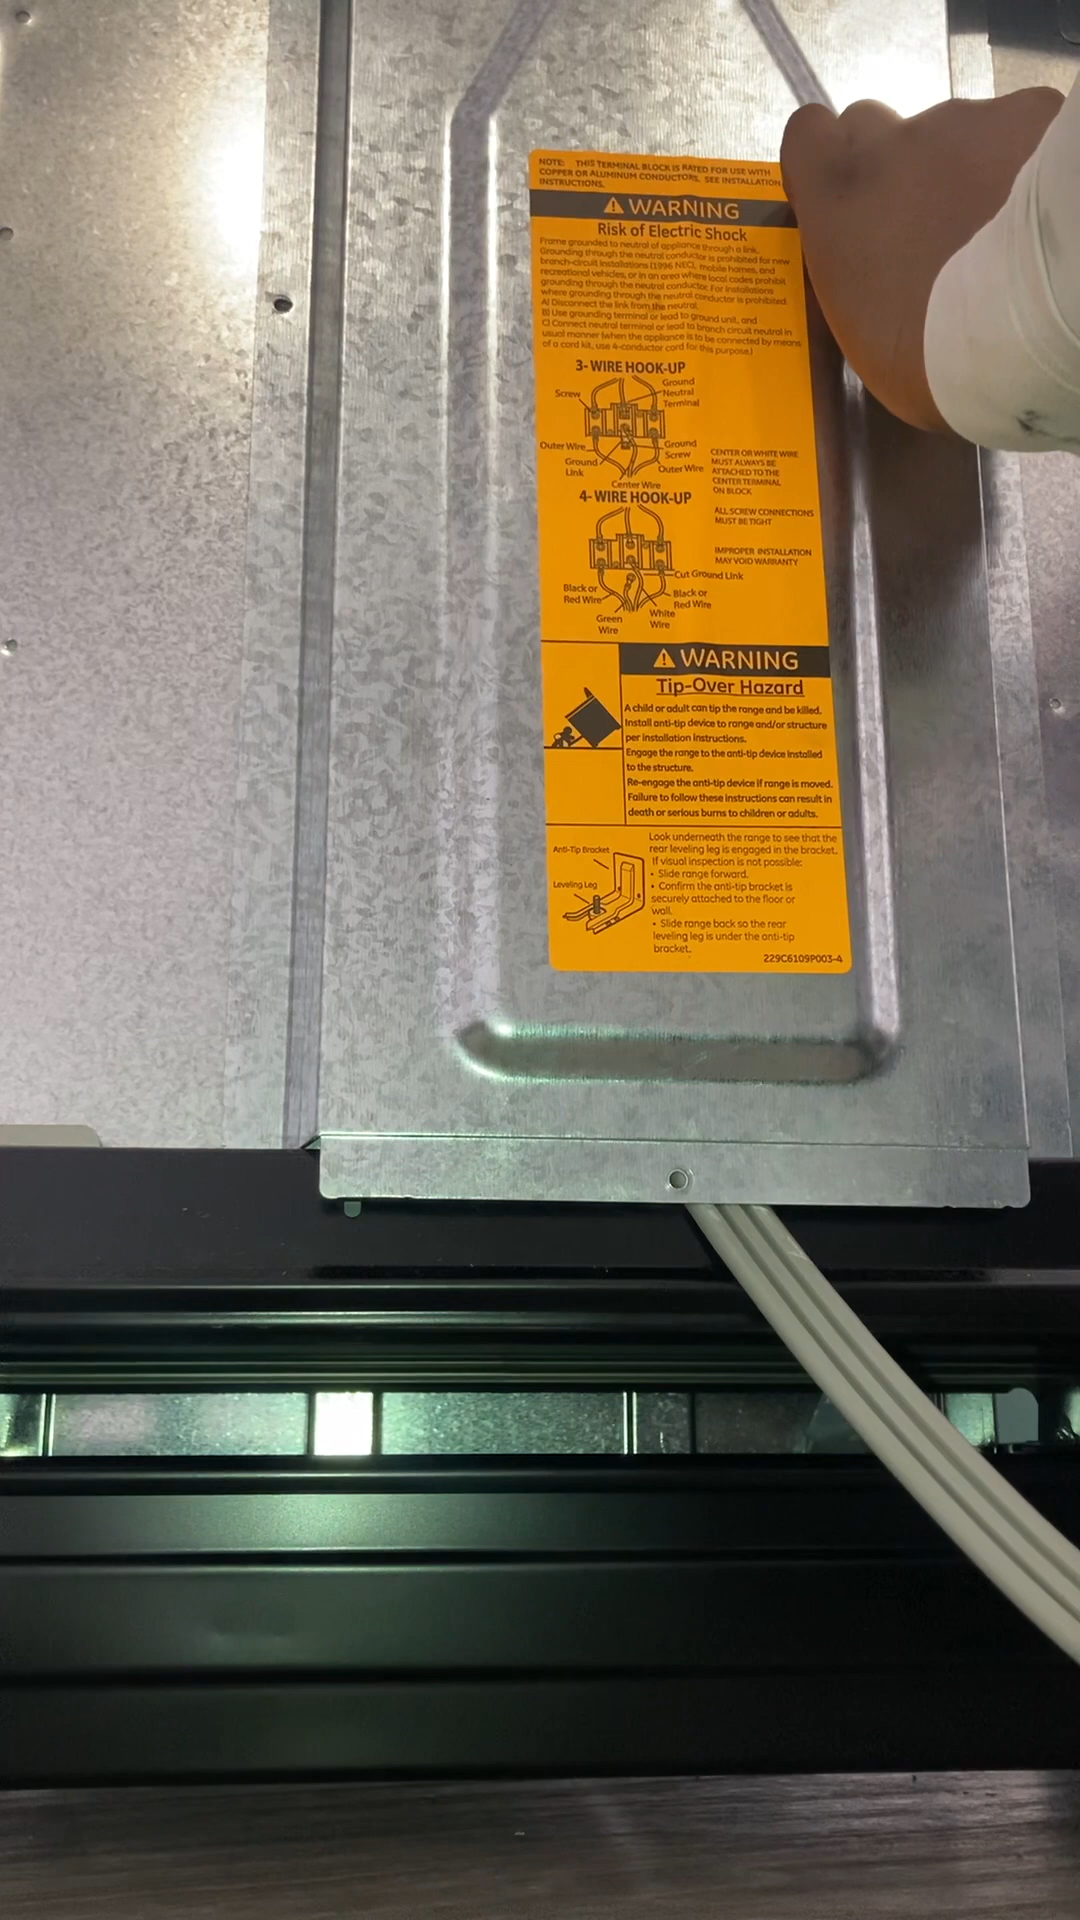 NOTE: THIS TERMINAL BLOCK IS RATED FOR USE WITH
COPPER OR ALUMINUM CONDUCTORS. SEE INSTALLATION
INSTRUCTIONS.
⚠ WARNING
Risk of Electric Shock
Frame grounded to neutral of appliance through a link.
Grounding through the neutral conductor is prohibited for new
branch-circuit installations (1996 NEC), mobile homes, and
recreational vehicles, or in an area where local codes prohibit
grounding through the neutral conductor. For installations
where grounding through the neutral conductor is prohibited.
A) Disconnect the link from the neutral.
B) Use grounding terminal or lead to ground unit, and
C) Connect neutral terminal or lead to branch circuit neutral in
usual manner (when the appliance is to be connected by means
of a cord kit, use 4-conductor cord for this purpose.)
3- WIRE HOOK-UP
Screw
Ground
Neutral
Terminal
Outer Wire
Ground
Link
Ground
Screw
Outer Wire
Center Wire
CENTER OR WHITE WIRE
MUST ALWAYS BE
ATTACHED TO THE
CENTER TERMINAL
ON BLOCK
4- WIRE HOOK-UP
ALL SCREW CONNECTIONS
MUST BE TIGHT
IMPROPER INSTALLATION
MAY VOID WARRANTY
Cut Ground Link
Black or
Red Wire
Black or
Red Wire
Green
Wire
White
Wire
⚠ WARNING
Tip-Over Hazard
A child or adult can tip the range and be killed.
Install anti-tip device to range and/or structure
per installation instructions.
Engage the range to the anti-tip device installed
to the structure.
Re-engage the anti-tip device if range is moved.
Failure to follow these instructions can result in
death or serious burns to children or adults.
Anti-Tip Bracket
Leveling Leg
Look underneath the range to see that the
rear leveling leg is engaged in the bracket.
If visual inspection is not possible:
• Slide range forward.
• Confirm the anti-tip bracket is
securely attached to the floor or
wall.
• Slide range back so the rear
leveling leg is under the anti-tip
bracket.
229C6109P003-4